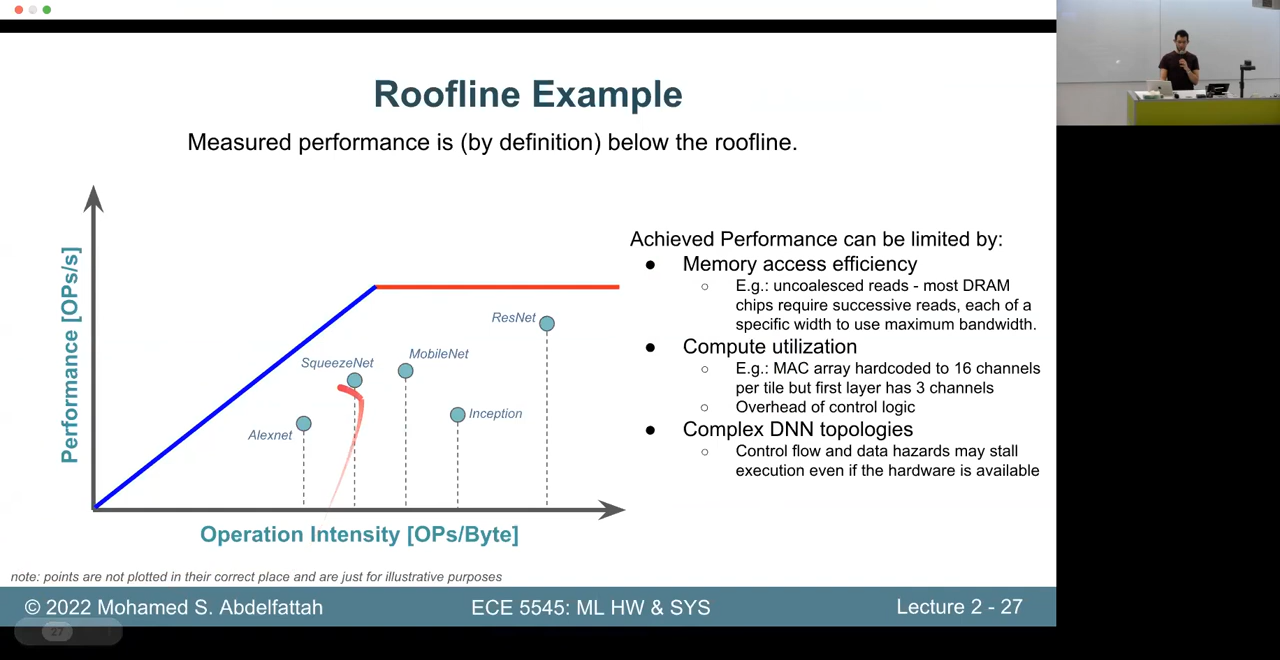 Roofline Example
Measured performance is (by definition) below the roofline.
Performance [OPs/s]
Alexnet
SqueezeNet
MobileNet
Inception
ResNet
Operation Intensity [OPs/Byte]
Achieved Performance can be limited by:
● Memory access efficiency
○ E.g.: uncoalesced reads - most DRAM
chips require successive reads, each of a
specific width to use maximum bandwidth.
● Compute utilization
○ E.g.: MAC array hardcoded to 16 channels
per tile but first layer has 3 channels
○ Overhead of control logic
● Complex DNN topologies
○ Control flow and data hazards may stall
execution even if the hardware is available
note: points are not plotted in their correct place and are just for illustrative purposes
© 2022 Mohamed S. Abdelfattah
ECE 5545: ML HW & SYS
Lecture 2 - 27
27